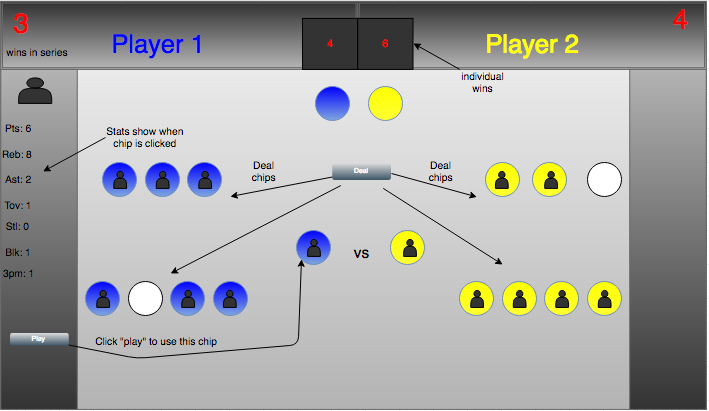 3
wins in series
Player 1
4
6
Player 2
4
individual
wins
Pts: 6
Reb: 8
Ast: 2
Tov: 1
Stl: 0
Blk: 1
3pm: 1
Stats show when
chip is clicked
Deal
chips
Deal
Deal
chips
VS
Play
Click "play" to use this chip